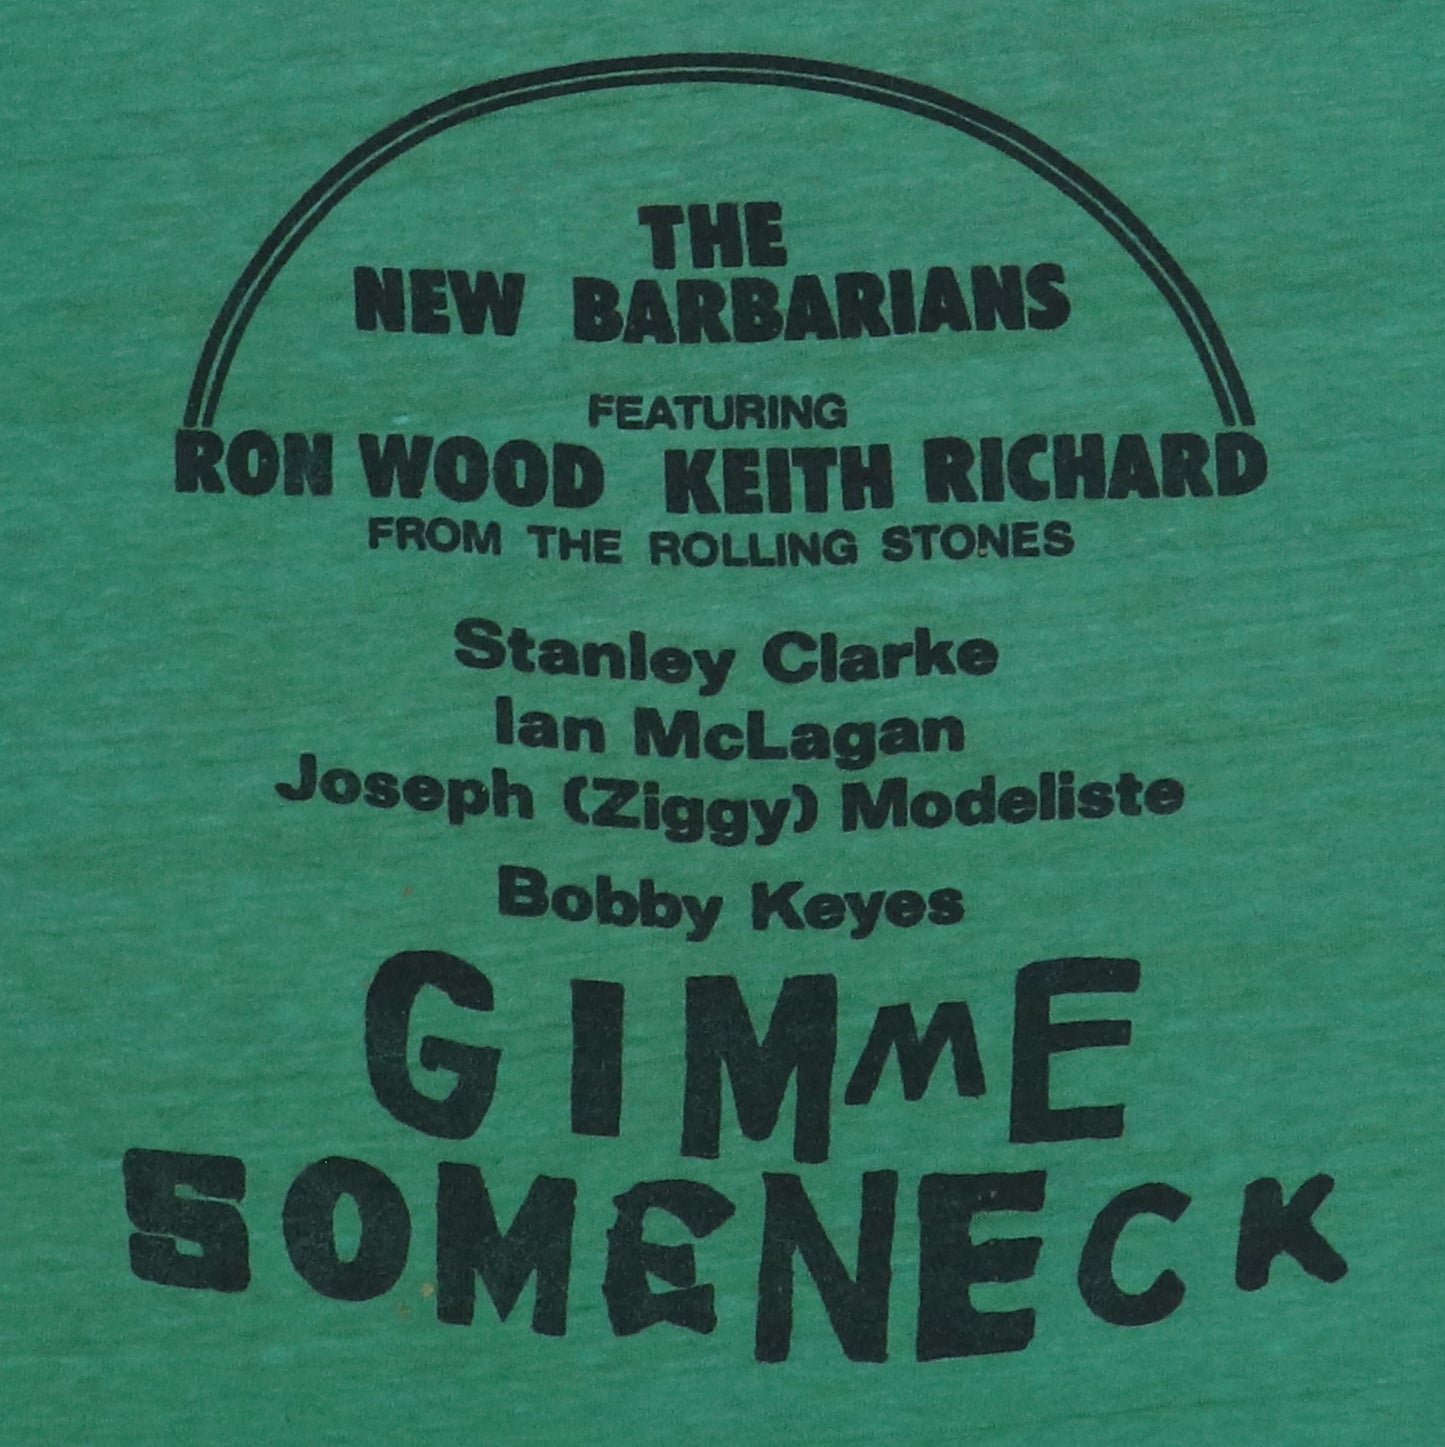 THE
NEW BARBARIANS
FEATURING
RON WOOD KEITH RICHARD
FROM THE ROLLING STONES
Stanley Clarke
Ian McLagan
Joseph (Ziggy) Modeliste
Bobby Keyes
GIMME
SOMENECK